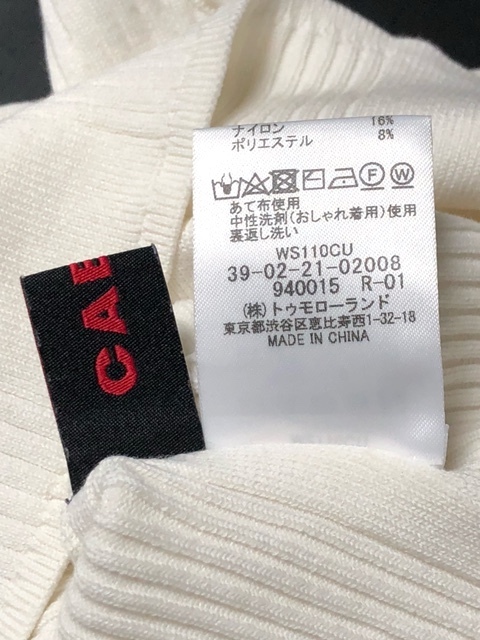 ナイロン 16%
ポリエステル 8%
あて布使用
中性洗剤(おしゃれ着用)使用
裏返し洗い
WS110CU
39-02-21-02008
940015 R-01
(株)トゥモローランド
東京都渋谷区恵比寿西1-32-18
MADE IN CHINA
CAB